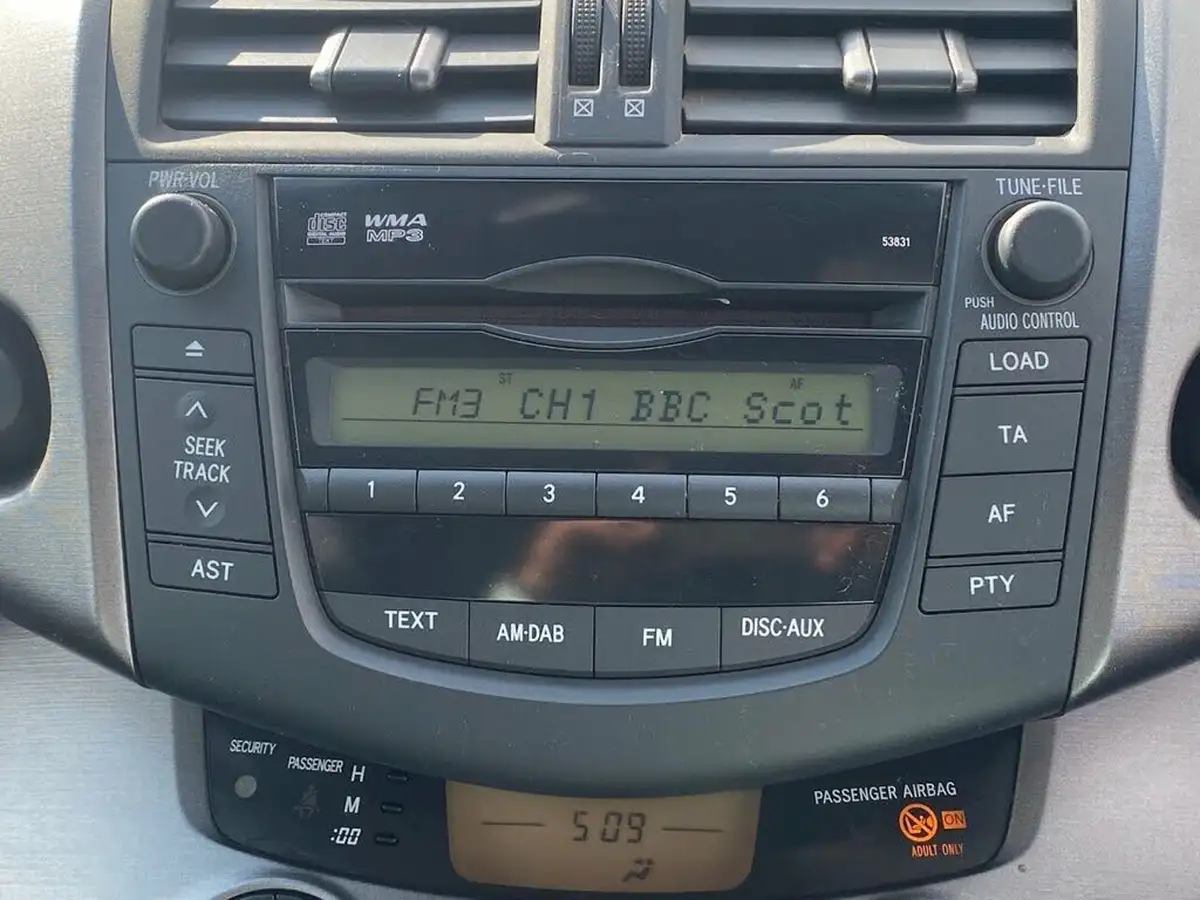 PWR·VOL
TUNE·FILE
COMPACT
disc
DIGITAL AUDIO
TEXT
WMA
MP3
53831
PUSH
AUDIO CONTROL
LOAD
ST
AF
FM3 CH1 BBC Scot
SEEK
TRACK
TA
1 2 3 4 5 6
AF
AST
PTY
TEXT
AM·DAB
FM
DISC·AUX
SECURITY
PASSENGER
H
M
:00
5 09
PASSENGER AIRBAG
ON
ADULT ONLY